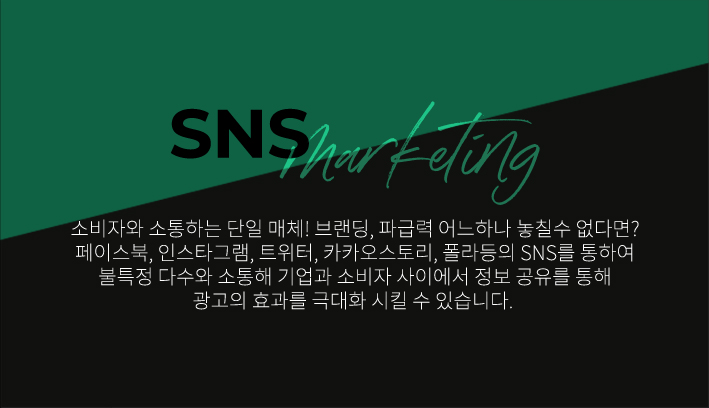 SNS marketing
소비자와 소통하는 단일 매체! 브랜딩, 파급력 어느하나 놓칠수 없다면?
페이스북, 인스타그램, 트위터, 카카오스토리, 폴라등의 SNS를 통하여
불특정 다수와 소통해 기업과 소비자 사이에서 정보 공유를 통해
광고의 효과를 극대화 시킬 수 있습니다.